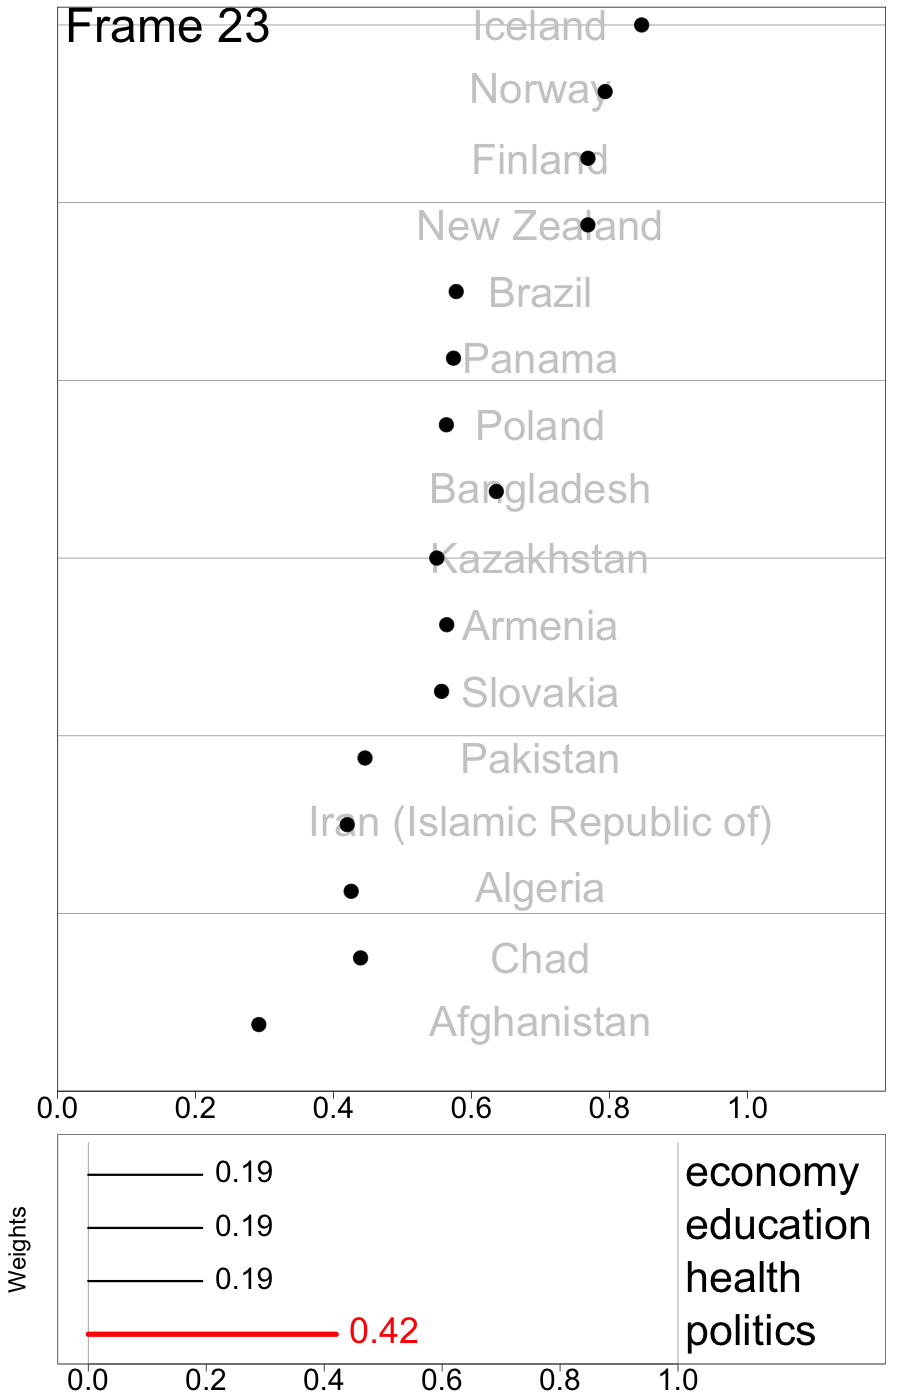 Frame 23
Iceland
Norway
Finland
New Zealand
Brazil
Panama
Poland
Bangladesh
Kazakhstan
Armenia
Slovakia
Pakistan
Iran (Islamic Republic of)
Algeria
Chad
Afghanistan
0.0 0.2 0.4 0.6 0.8 1.0
Weights
0.19 economy
0.19 education
0.19 health
0.42 politics
0.0 0.2 0.4 0.6 0.8 1.0